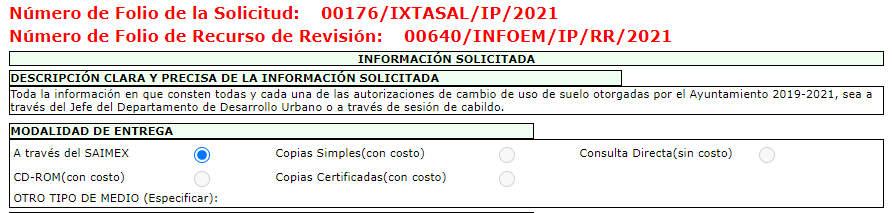 Número de Folio de la Solicitud: 00176/IXTASAL/IP/2021
Número de Folio de Recurso de Revisión: 00640/INFOEM/IP/RR/2021
INFORMACIÓN SOLICITADA
DESCRIPCIÓN CLARA Y PRECISA DE LA INFORMACIÓN SOLICITADA
Toda la información en que consten todas y cada una de las autorizaciones de cambio de uso de suelo otorgadas por el Ayuntamiento 2019-2021, sea a
través del Jefe del Departamento de Desarrollo Urbano o a través de sesión de cabildo.
MODALIDAD DE ENTREGA
A través del SAIMEX Copias Simples(con costo) Consulta Directa(sin costo)
CD-ROM(con costo) Copias Certificadas(con costo)
OTRO TIPO DE MEDIO (Especificar):